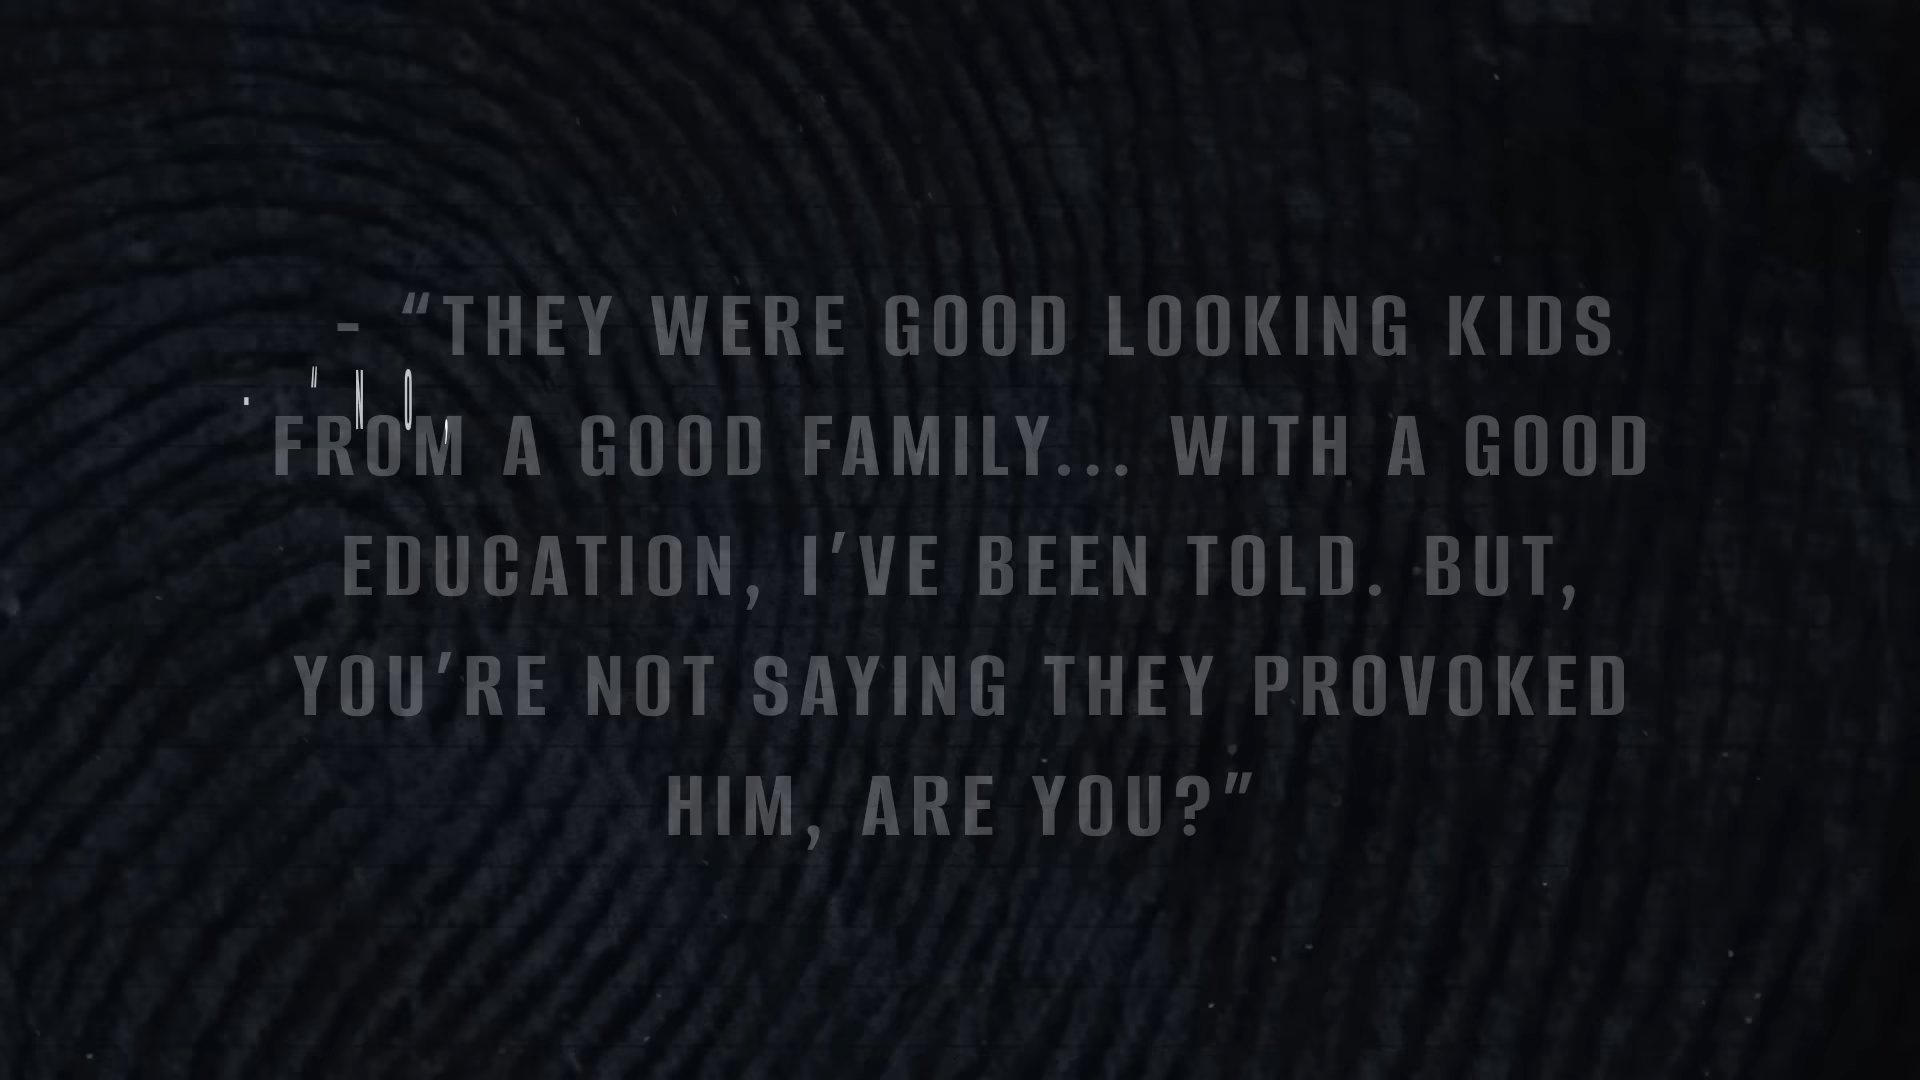 - “THEY WERE GOOD LOOKING KIDS
- "NO,
FROM A GOOD FAMILY... WITH A GOOD
EDUCATION, I’VE BEEN TOLD. BUT,
YOU’RE NOT SAYING THEY PROVOKED
HIM, ARE YOU?”